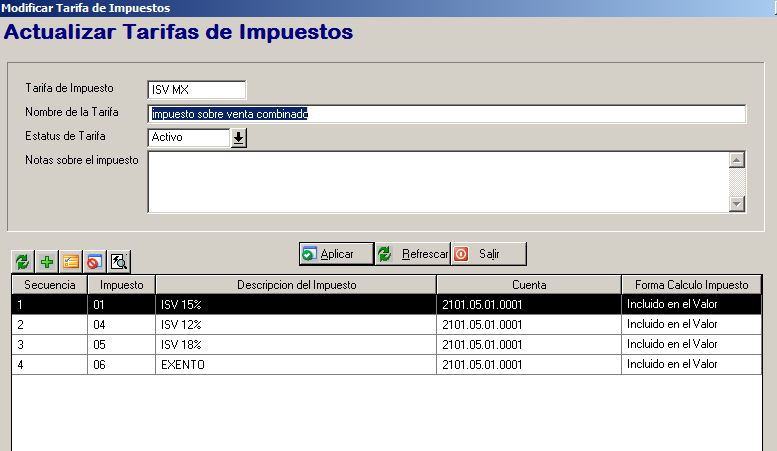 Modificar Tarifa de Impuestos
Actualizar Tarifas de Impuestos
Tarifa de Impuesto ISV MX
Nombre de la Tarifa impuesto sobre venta combinado
Estatus de Tarifa Activo
Notas sobre el impuesto
Aplicar Refrescar Salir
Secuencia Impuesto Descripcion del Impuesto Cuenta Forma Calculo Impuesto
1 01 ISV 15% 2101.05.01.0001 Incluido en el Valor
2 04 ISV 12% 2101.05.01.0001 Incluido en el Valor
3 05 ISV 18% 2101.05.01.0001 Incluido en el Valor
4 06 EXENTO 2101.05.01.0001 Incluido en el Valor